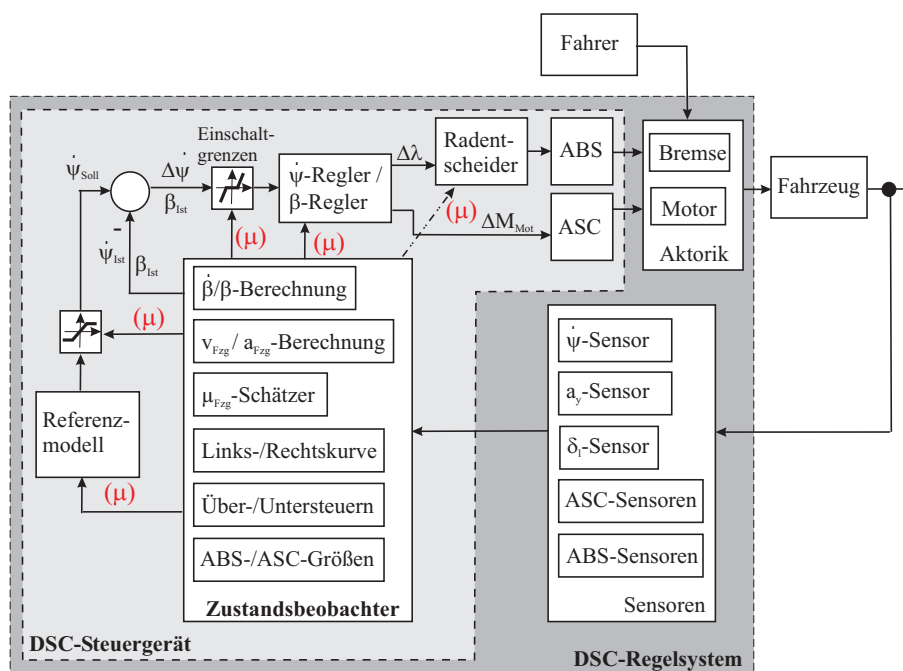 Fahrer
Einschalt-
grenzen
Radent-
scheider
ABS
Bremse
Motor
Aktorik
Fahrzeug
ψ̇Soll
Δψ̇
βIst
ψ̇-Regler /
β-Regler
Δλ
ΔMMot
ASC
(μ)
(μ)
(μ)
-
ψ̇Ist
βIst
β̇/β-Berechnung
vFzg / aFzg-Berechnung
μFzg-Schätzer
Links-/Rechtskurve
Über-/Untersteuern
ABS-/ASC-Größen
Zustandsbeobachter
(μ)
Referenz-
modell
(μ)
ψ̇-Sensor
ay-Sensor
δl-Sensor
ASC-Sensoren
ABS-Sensoren
Sensoren
DSC-Steuergerät
DSC-Regelsystem